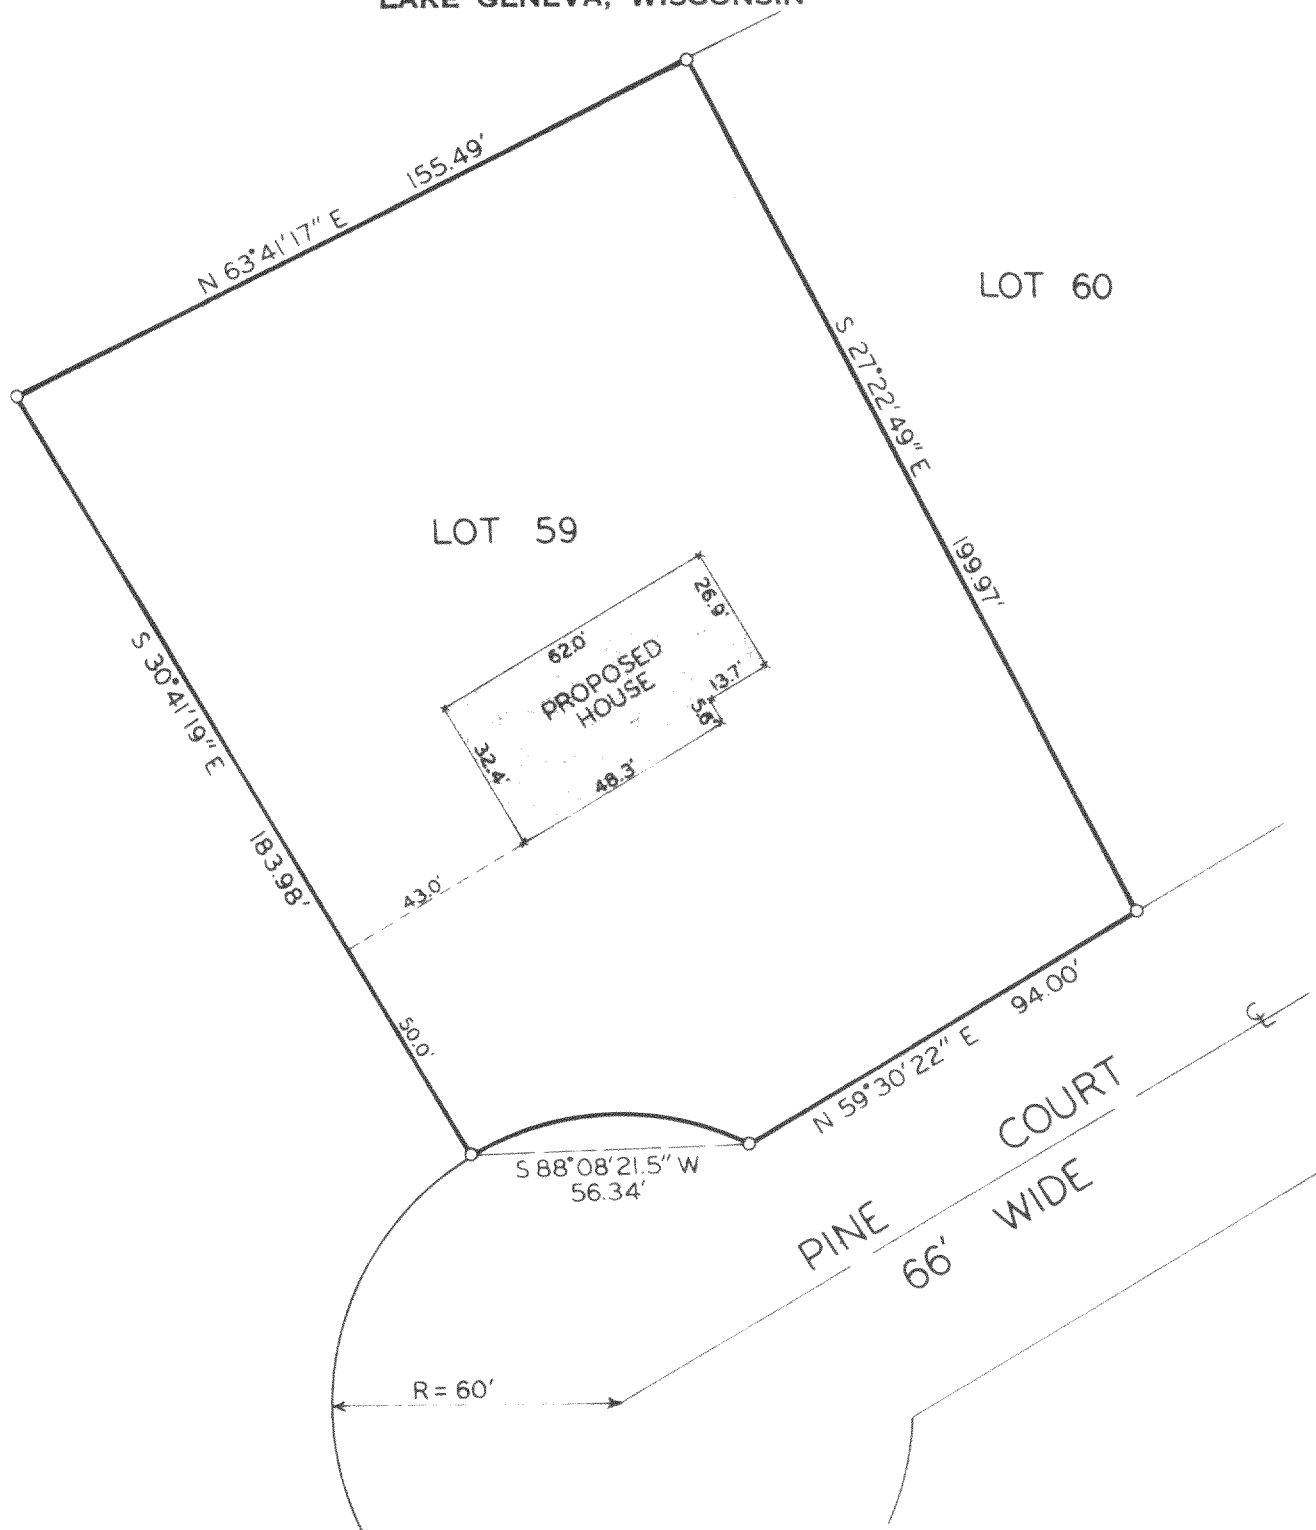 LAKE GENEVA, WISCONSIN
155.49'
N 63°41'17" E
LOT 60
S 27°22'49" E
199.97'
LOT 59
26.9'
62.0'
PROPOSED
HOUSE
13.7'
32.4'
48.3'
S 30°41'19" E
183.98'
43.0'
50.0'
94.00'
N 59°30'22" E
S 88°08'21.5" W
56.34'
PINE COURT
66' WIDE
R = 60'